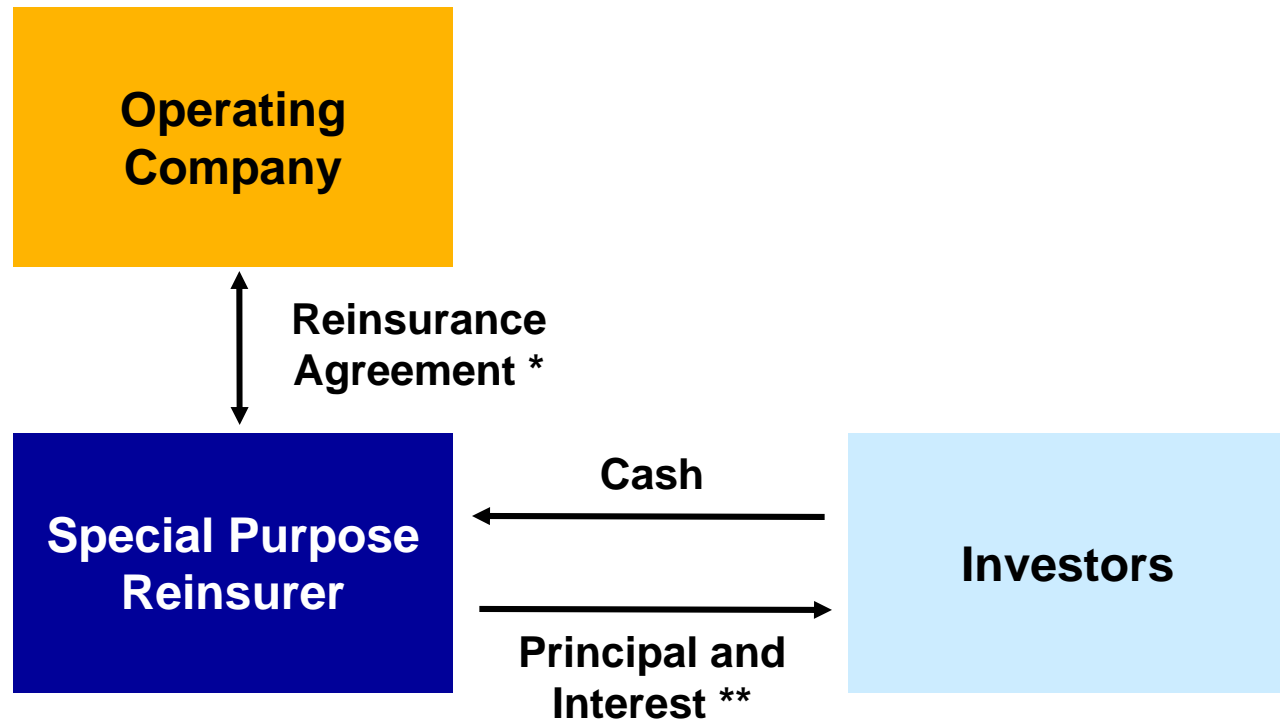 Operating
Company
Reinsurance
Agreement *
Cash
Special Purpose
Reinsurer
Investors
Principal and
Interest **